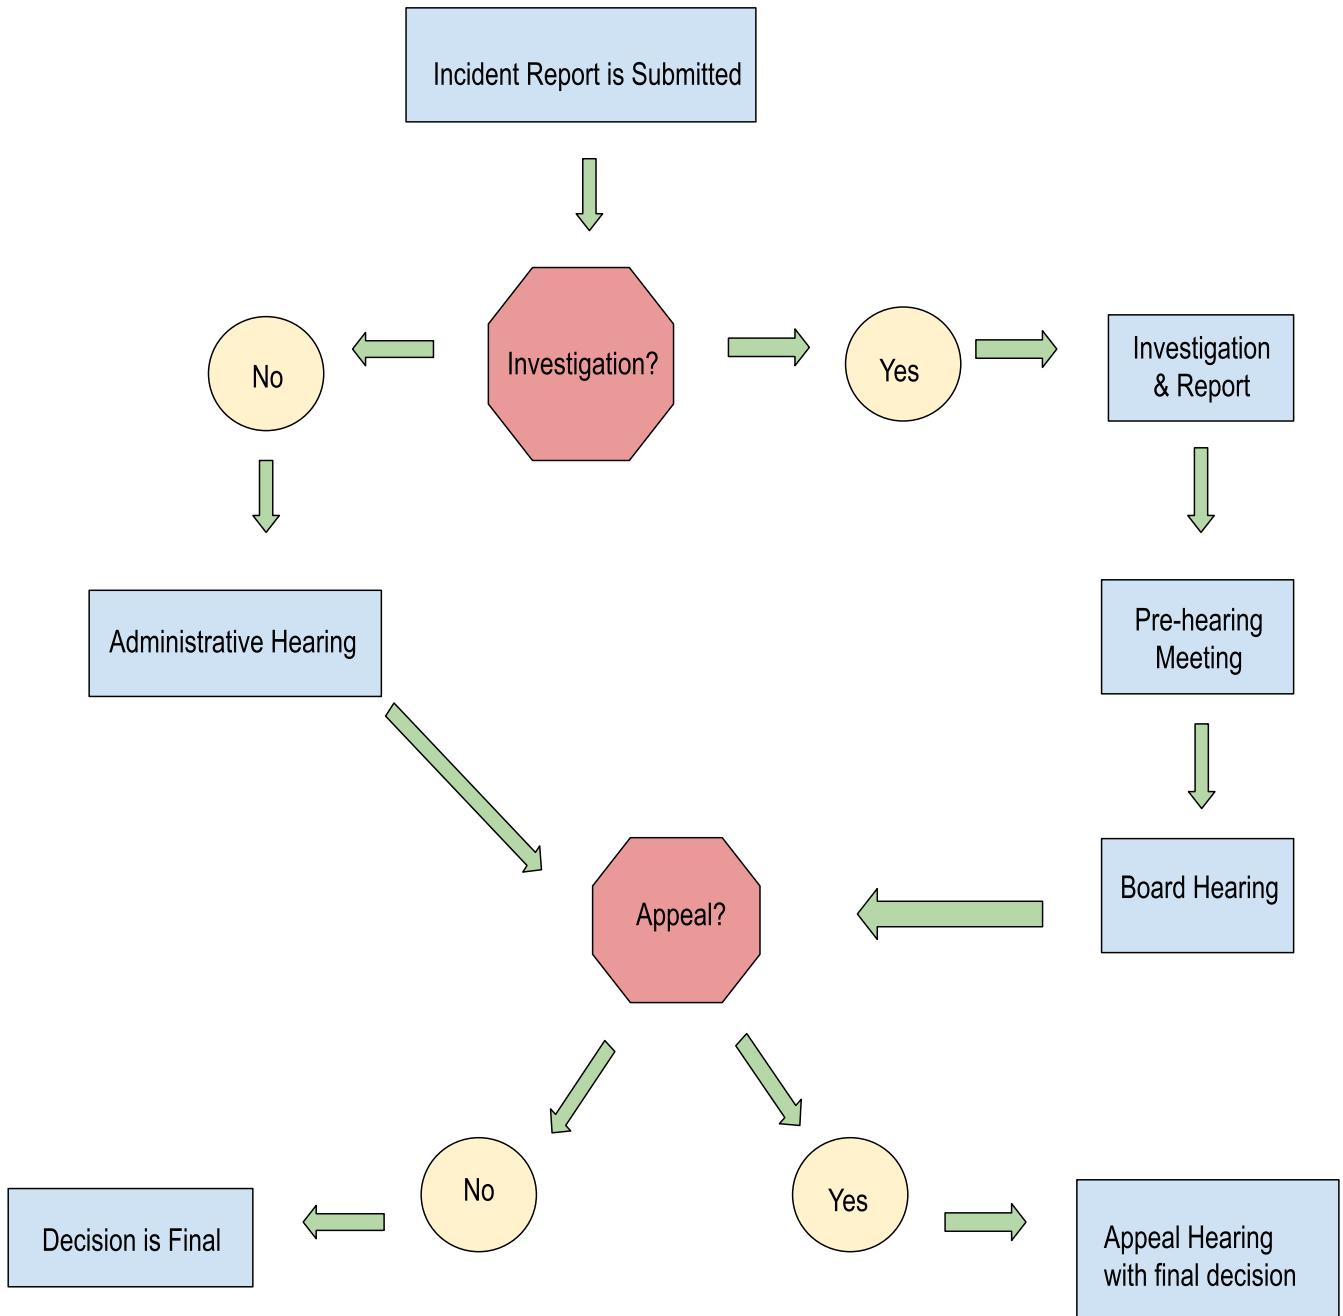 Incident Report is Submitted
No
Investigation?
Yes
Investigation
& Report
Administrative Hearing
Pre-hearing
Meeting
Appeal?
Board Hearing
No
Yes
Decision is Final
Appeal Hearing
with final decision